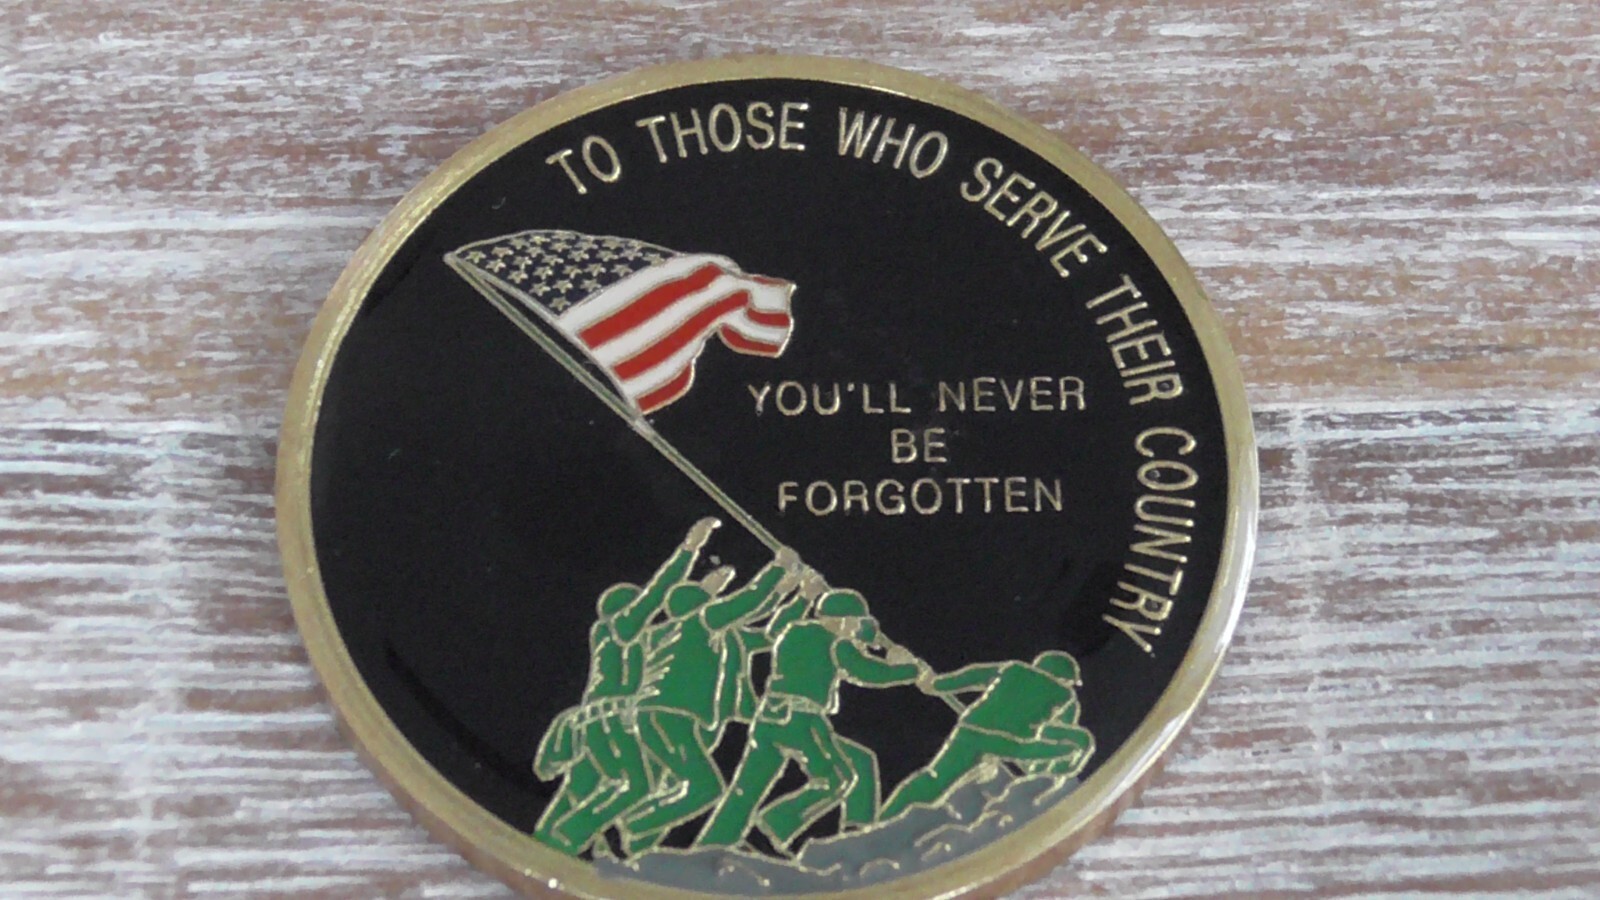 TO THOSE WHO SERVE THEIR COUNTRY
YOU'LL NEVER
BE
FORGOTTEN